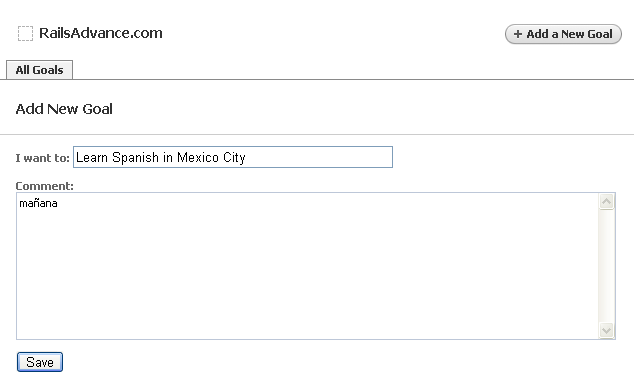 RailsAdvance.com
+ Add a New Goal
All Goals
Add New Goal
I want to: Learn Spanish in Mexico City
Comment:
mañana
Save